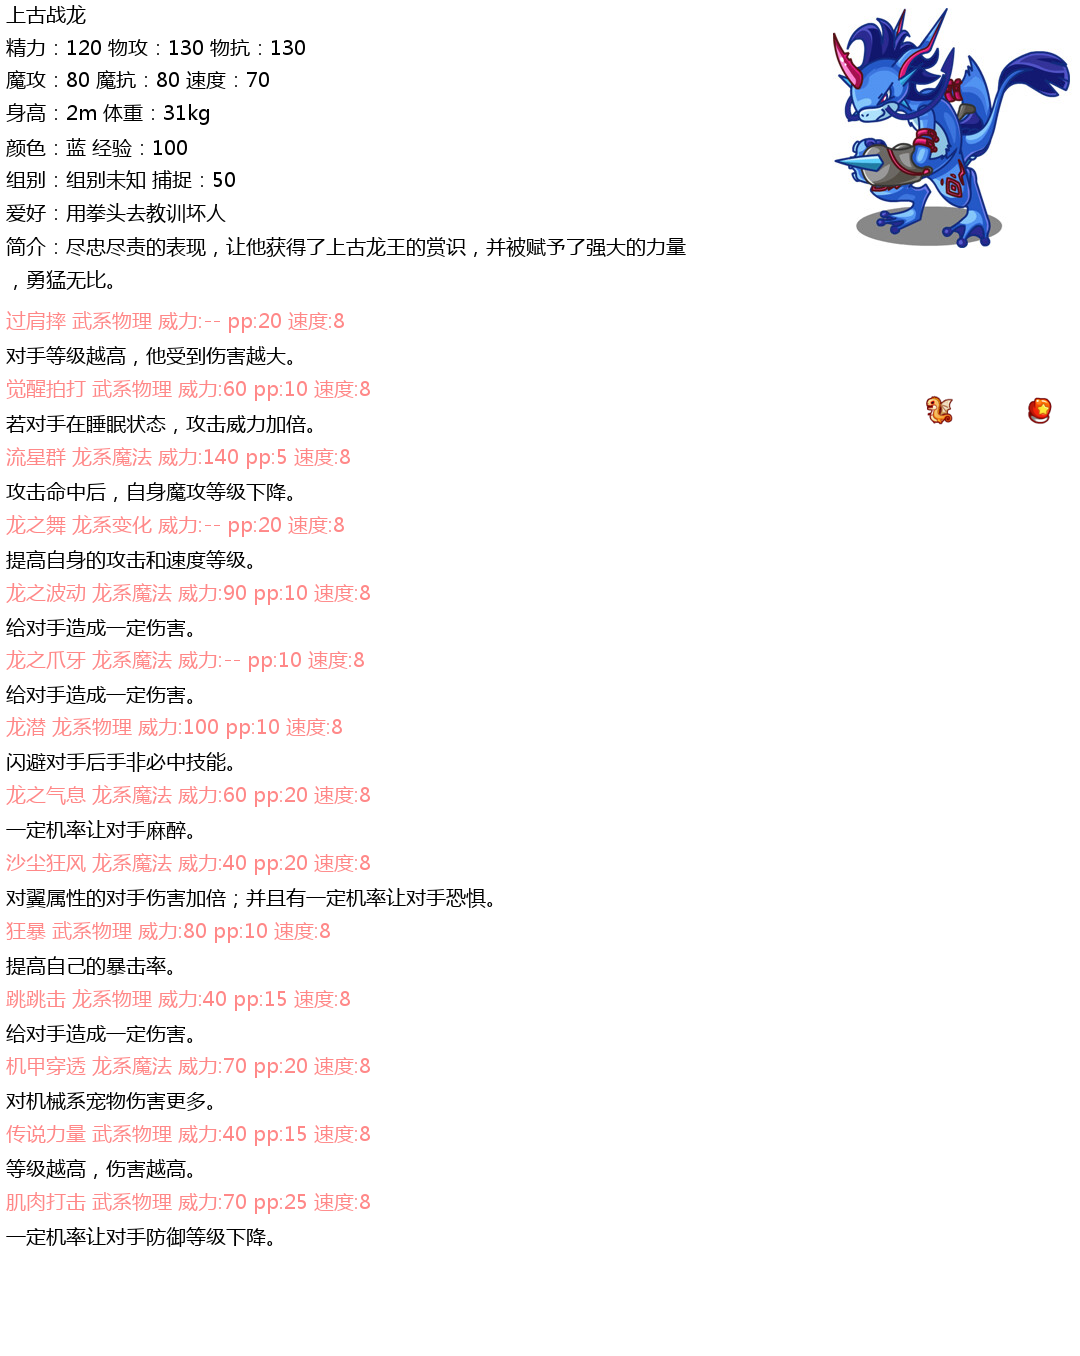 上古战龙
精力：120 物攻：130 物抗：130
魔攻：80 魔抗：80 速度：70
身高：2m 体重：31kg
颜色：蓝 经验：100
组别：组别未知 捕捉：50
爱好：用拳头去教训坏人
简介：尽忠尽责的表现，让他获得了上古龙王的赏识，并被赋予了强大的力量
，勇猛无比。
过肩摔 武系物理 威力:-- pp:20 速度:8
对手等级越高，他受到伤害越大。
觉醒拍打 武系物理 威力:60 pp:10 速度:8
若对手在睡眠状态，攻击威力加倍。
流星群 龙系魔法 威力:140 pp:5 速度:8
攻击命中后，自身魔攻等级下降。
龙之舞 龙系变化 威力:-- pp:20 速度:8
提高自身的攻击和速度等级。
龙之波动 龙系魔法 威力:90 pp:10 速度:8
给对手造成一定伤害。
龙之爪牙 龙系魔法 威力:-- pp:10 速度:8
给对手造成一定伤害。
龙潜 龙系物理 威力:100 pp:10 速度:8
闪避对手后手非必中技能。
龙之气息 龙系魔法 威力:60 pp:20 速度:8
一定机率让对手麻醉。
沙尘狂风 龙系魔法 威力:40 pp:20 速度:8
对翼属性的对手伤害加倍；并且有一定机率让对手恐惧。
狂暴 武系物理 威力:80 pp:10 速度:8
提高自己的暴击率。
跳跳击 龙系物理 威力:40 pp:15 速度:8
给对手造成一定伤害。
机甲穿透 龙系魔法 威力:70 pp:20 速度:8
对机械系宠物伤害更多。
传说力量 武系物理 威力:40 pp:15 速度:8
等级越高，伤害越高。
肌肉打击 武系物理 威力:70 pp:25 速度:8
一定机率让对手防御等级下降。